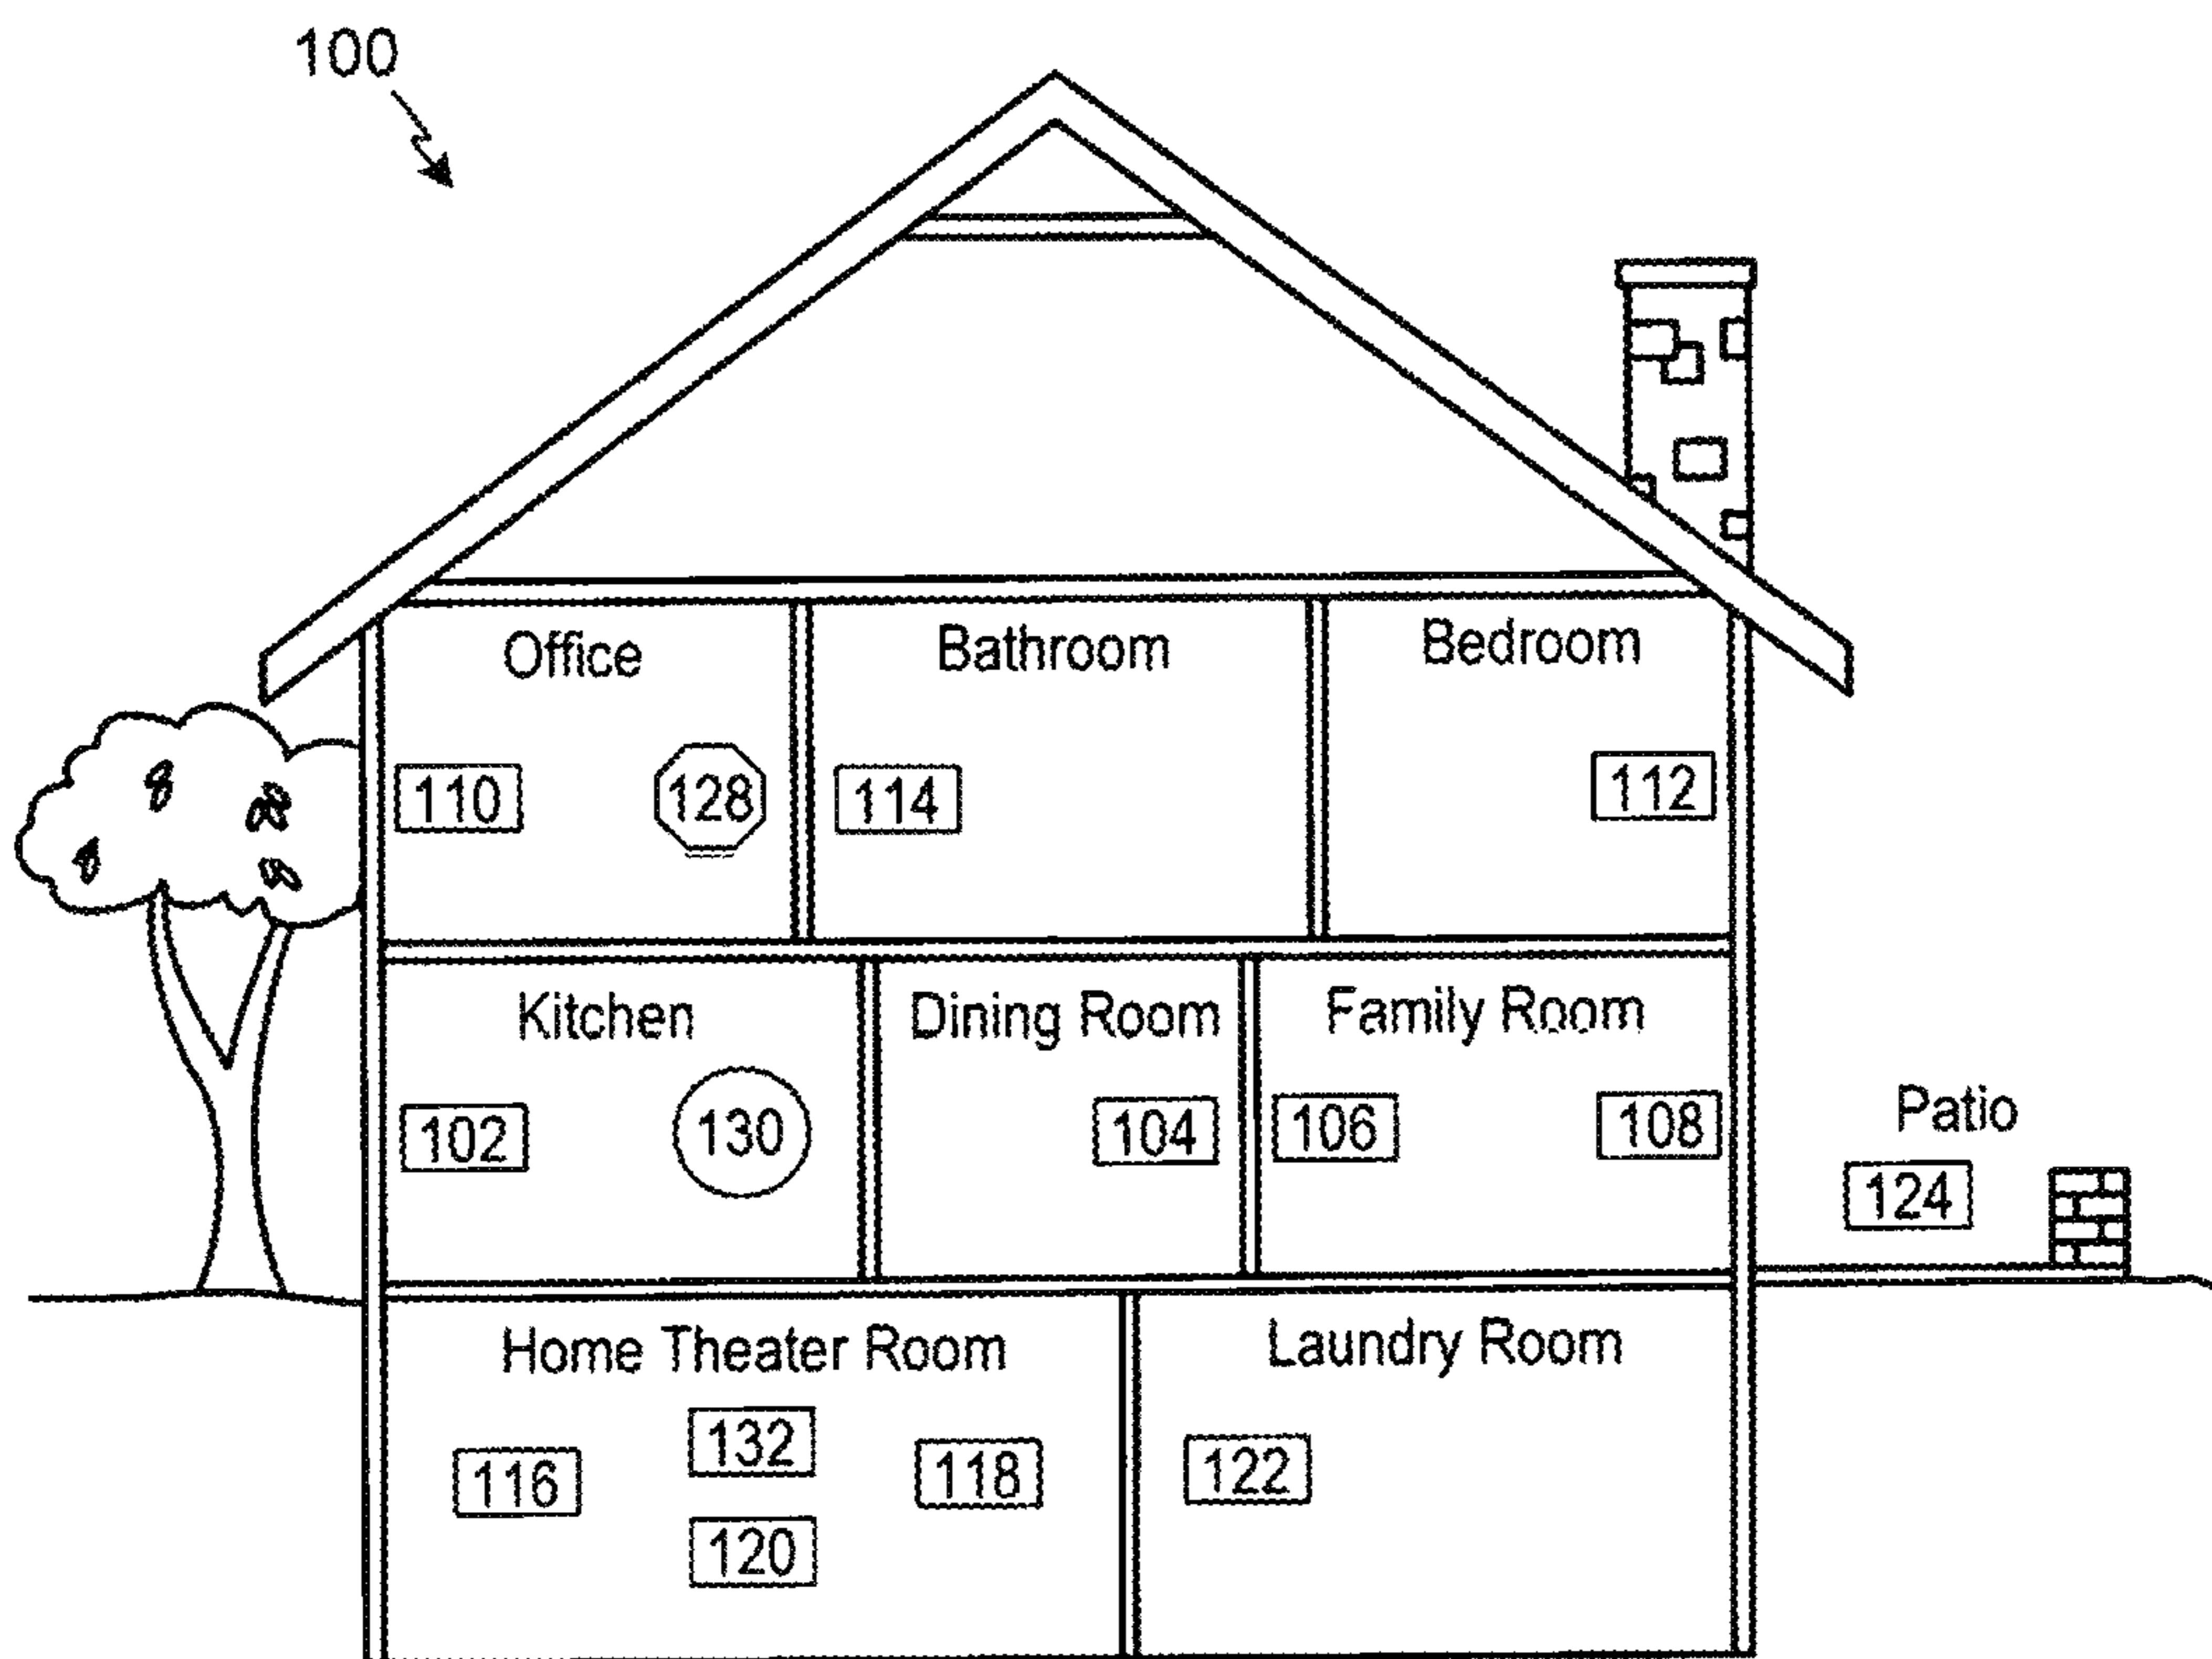 100
Office
Bathroom
Bedroom
110
128
114
112
Kitchen
Dining Room
Family Room
102
130
104
106
108
Patio
124
Home Theater Room
Laundry Room
132
116
118
122
120